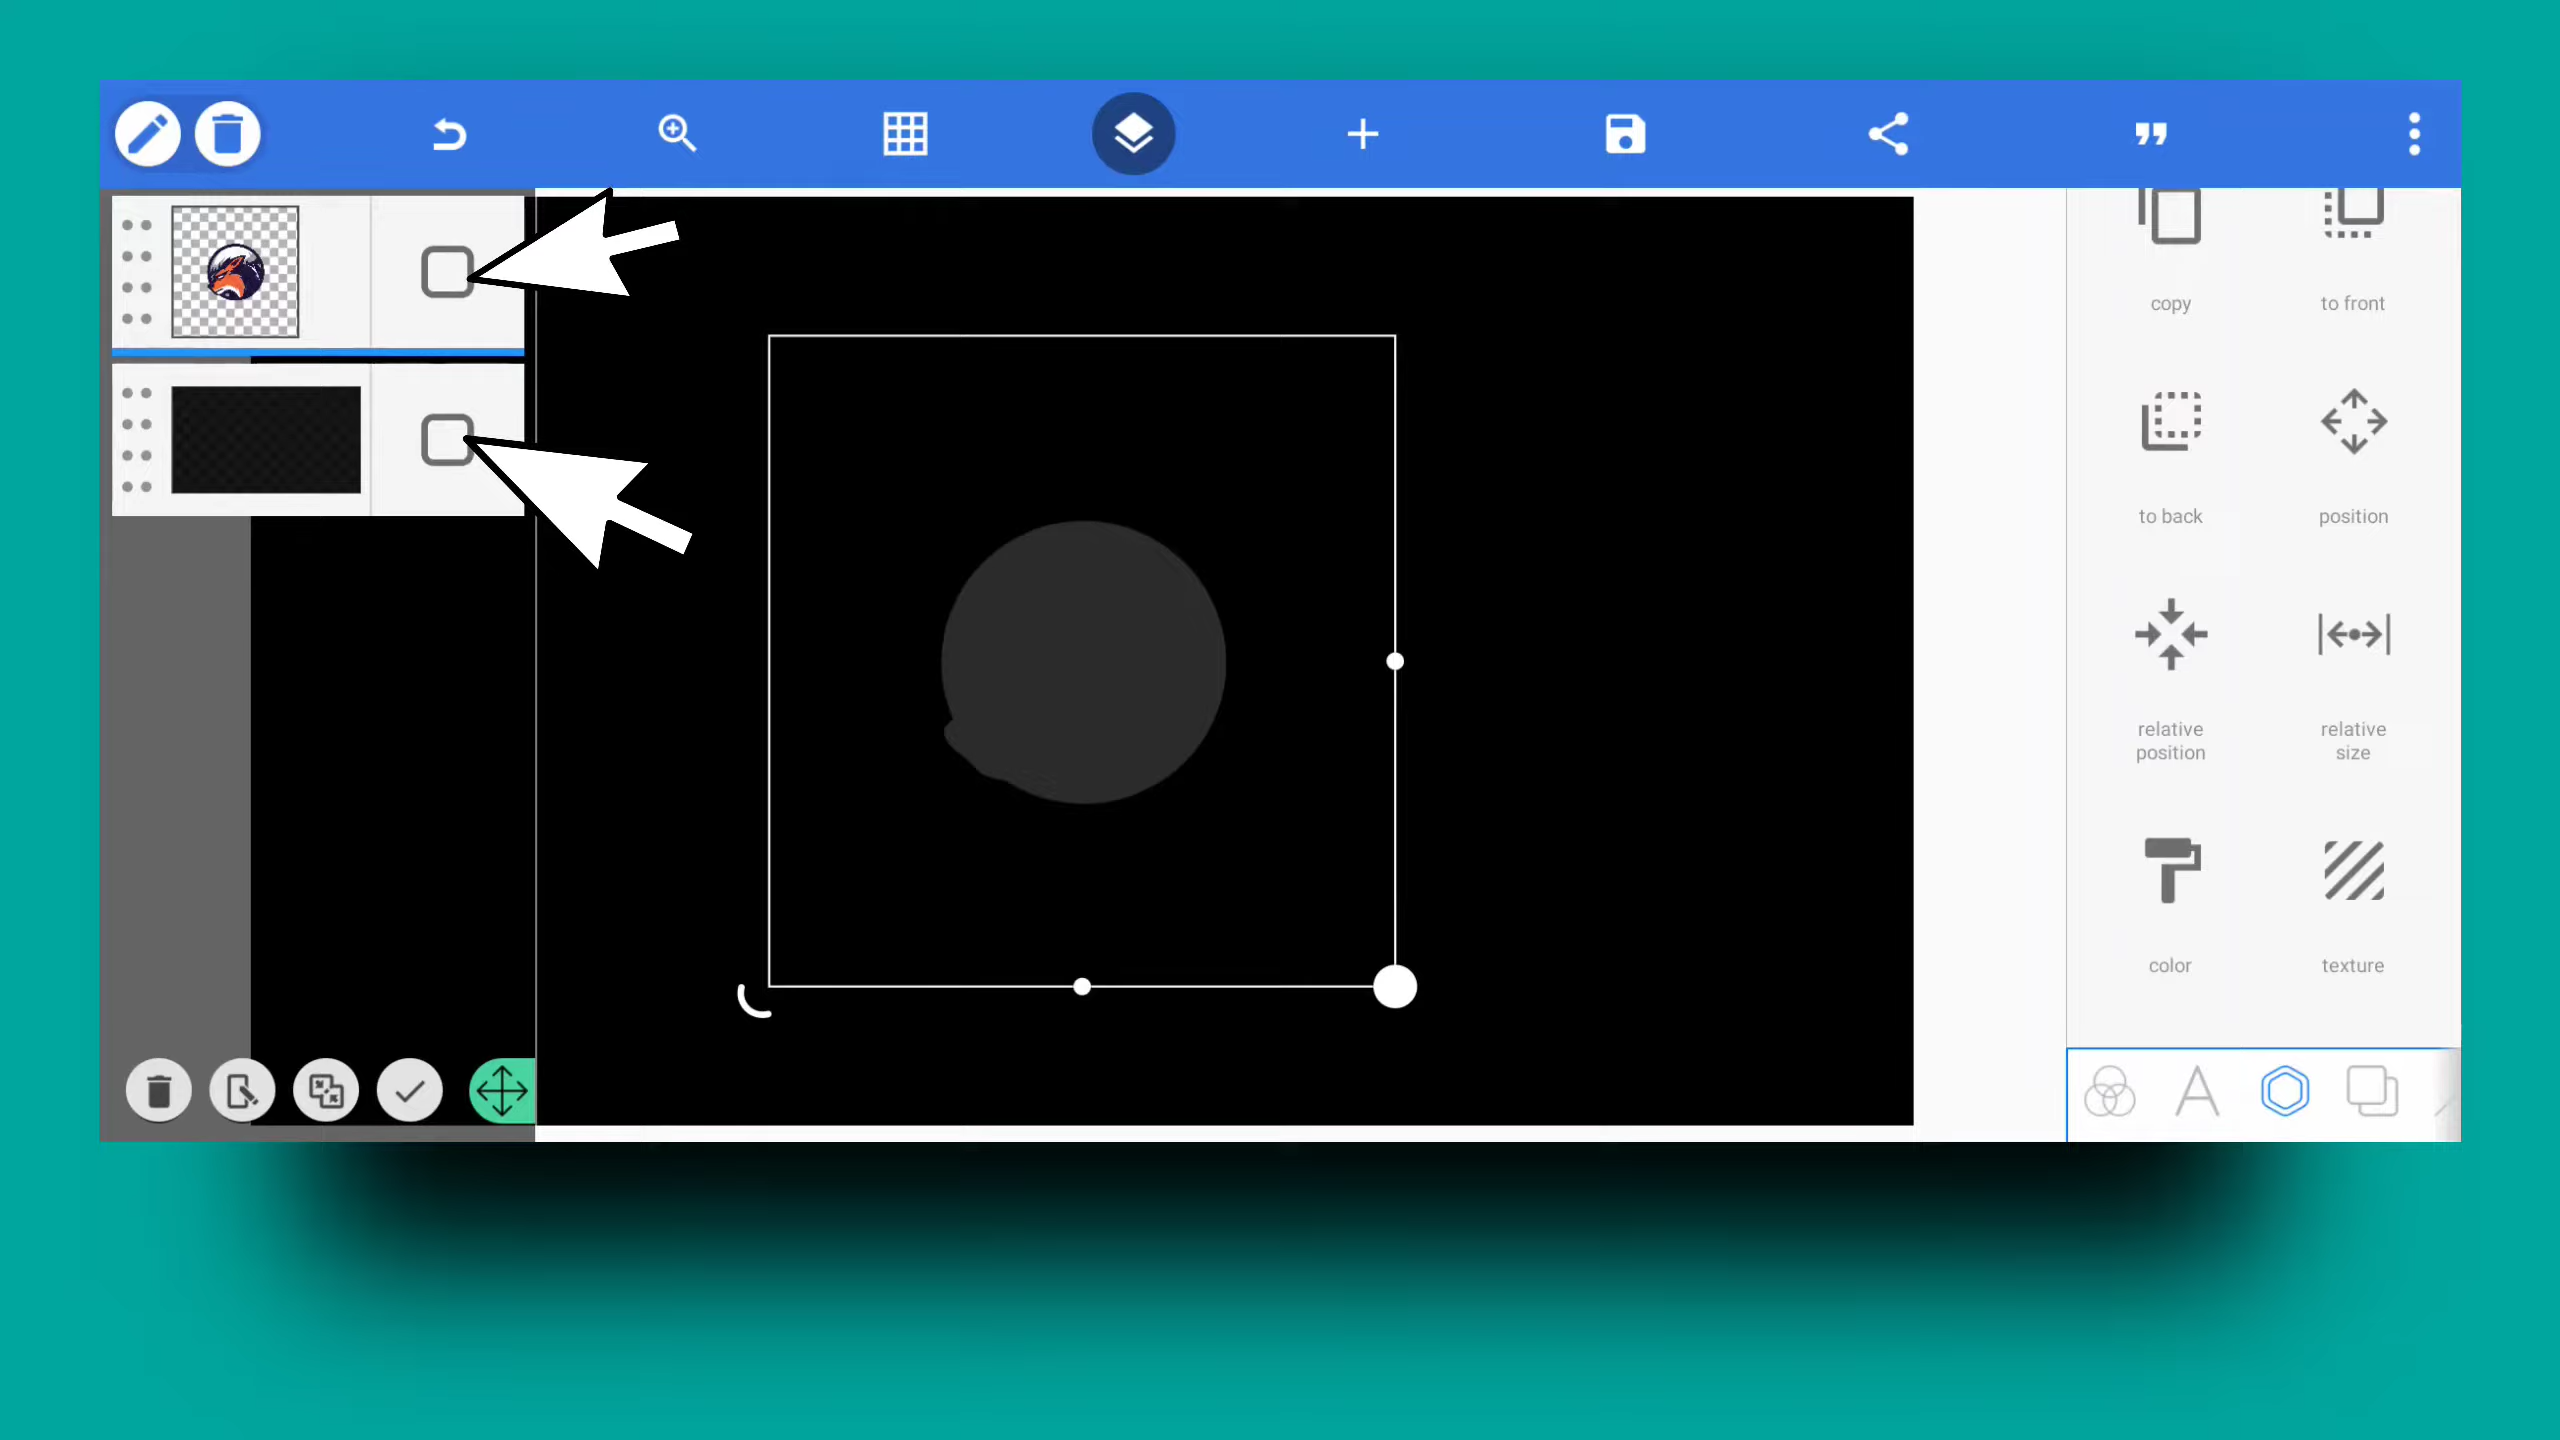 copy
to front
to back
position
relative
position
relative
size
color
texture